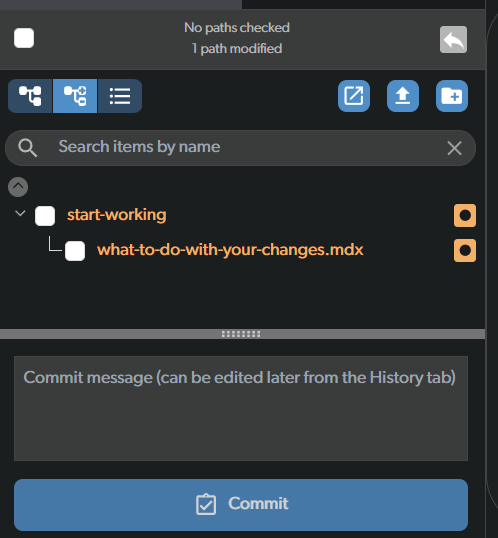 No paths checked
1 path modified
Search items by name
start-working
what-to-do-with-your-changes.mdx
Commit message (can be edited later from the History tab)
Commit